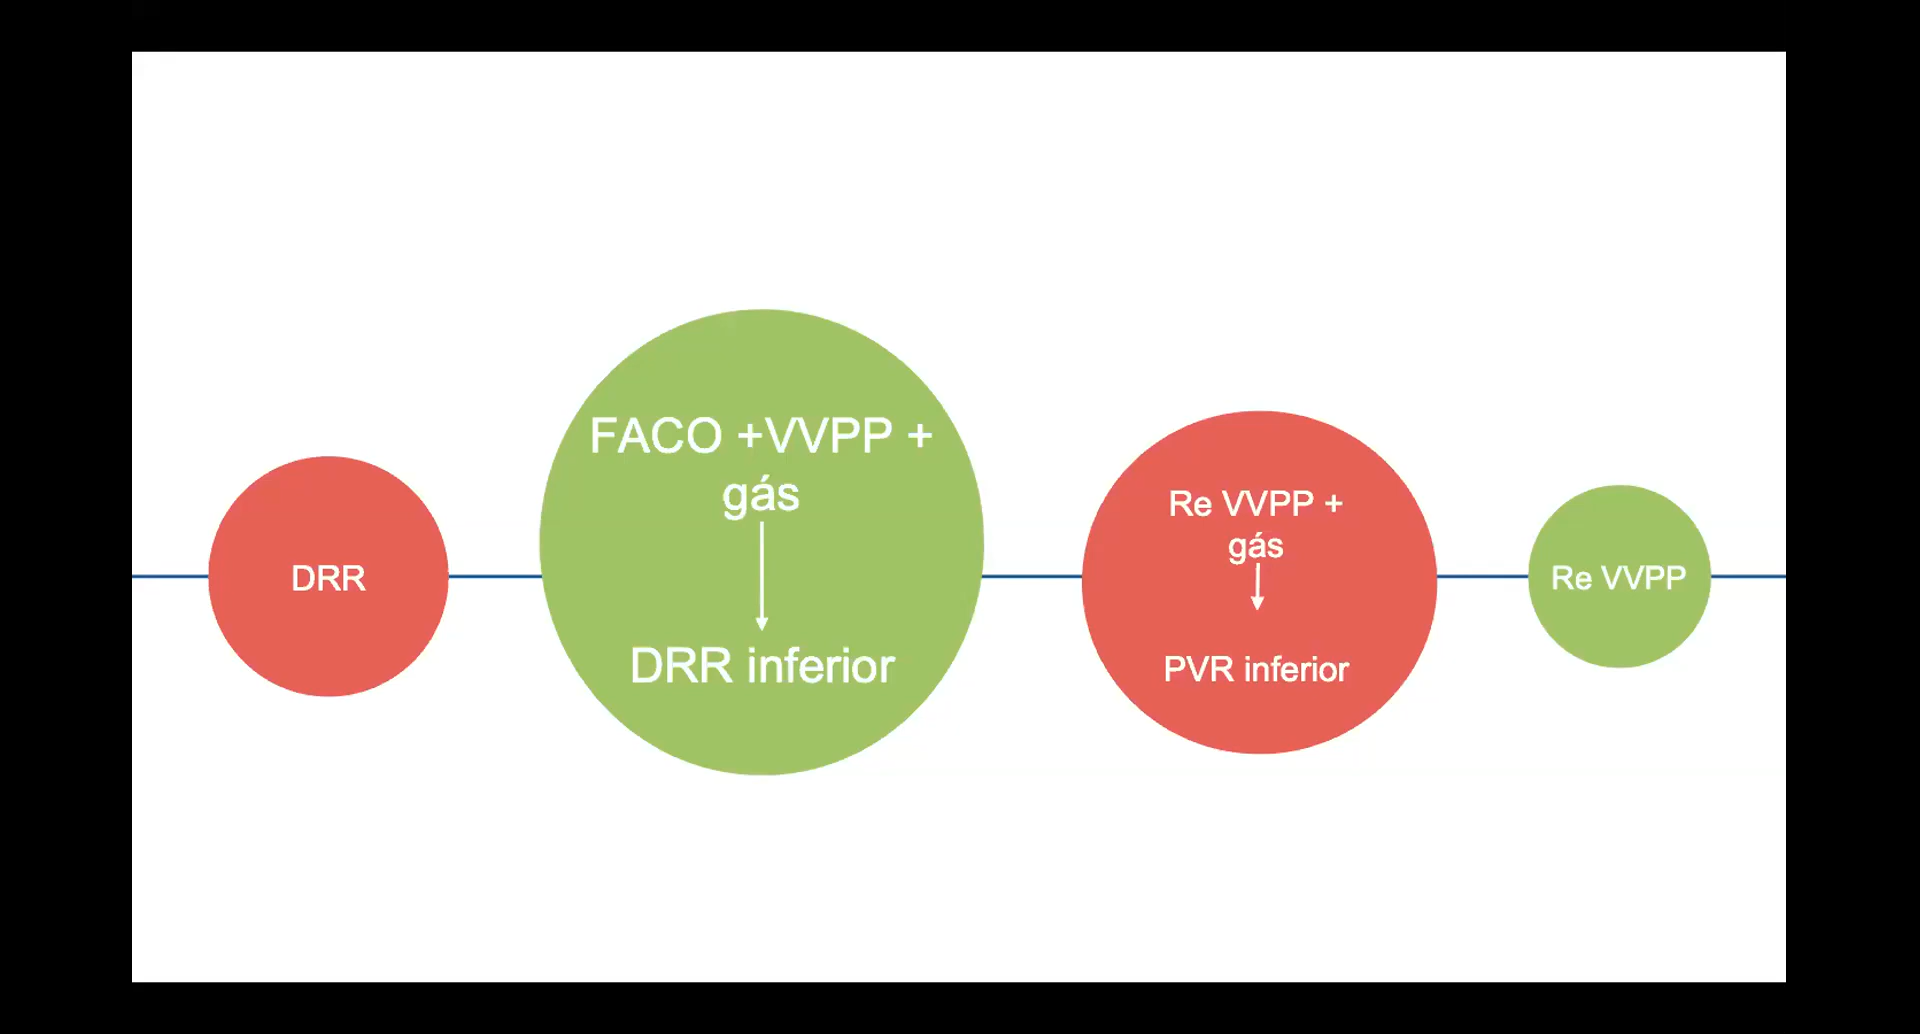 DRR
FACO +VVPP +
gás
DRR inferior
Re VVPP +
gás
PVR inferior
Re VVPP